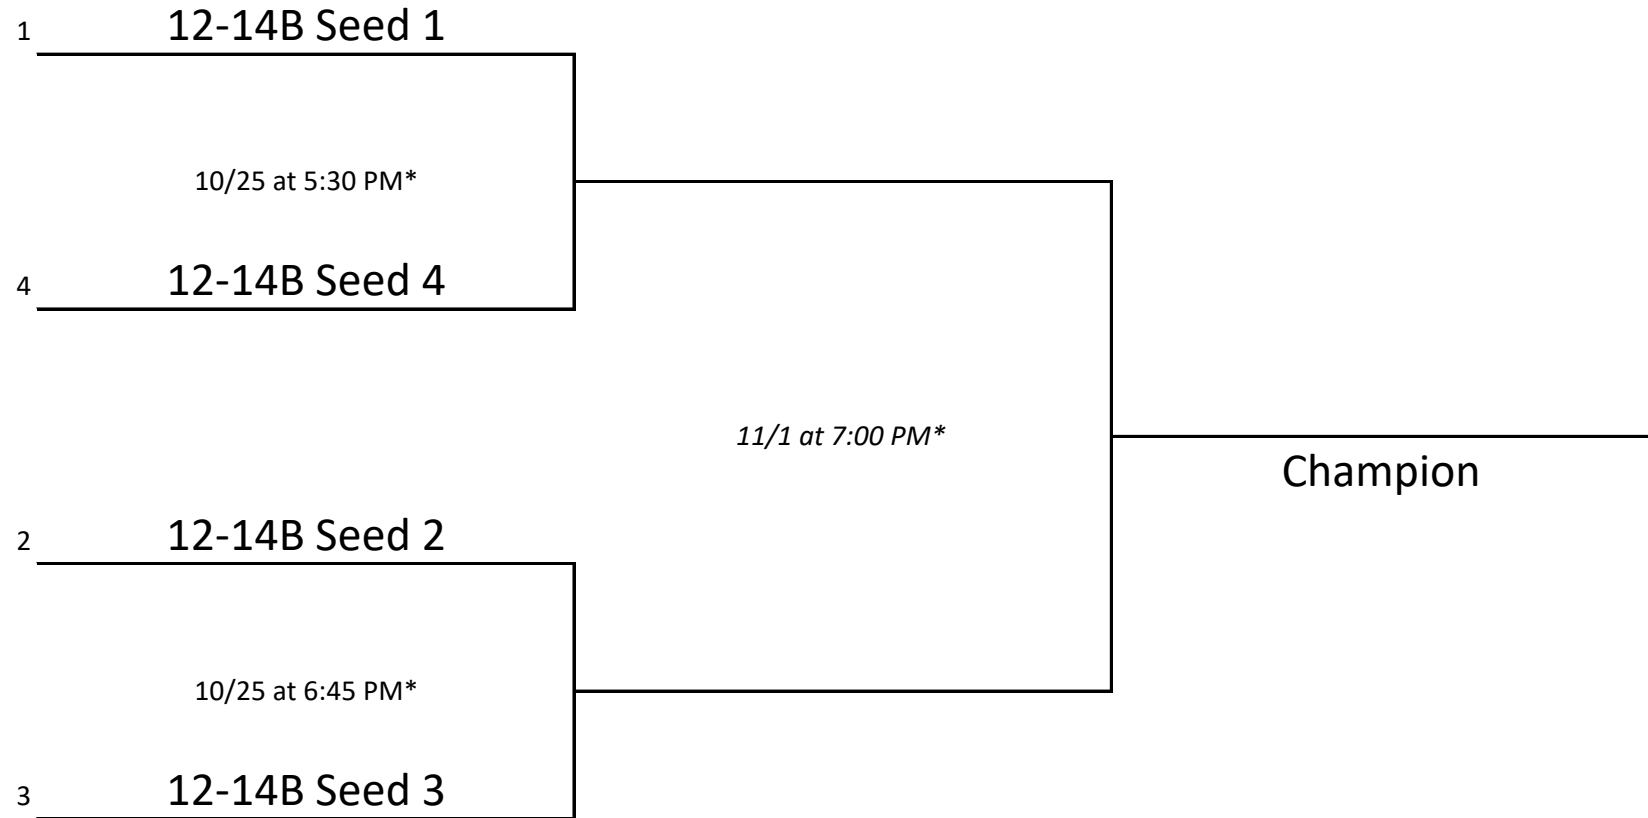 1 12-14B Seed 1
10/25 at 5:30 PM*
4 12-14B Seed 4
11/1 at 7:00 PM*
Champion
2 12-14B Seed 2
10/25 at 6:45 PM*
3 12-14B Seed 3